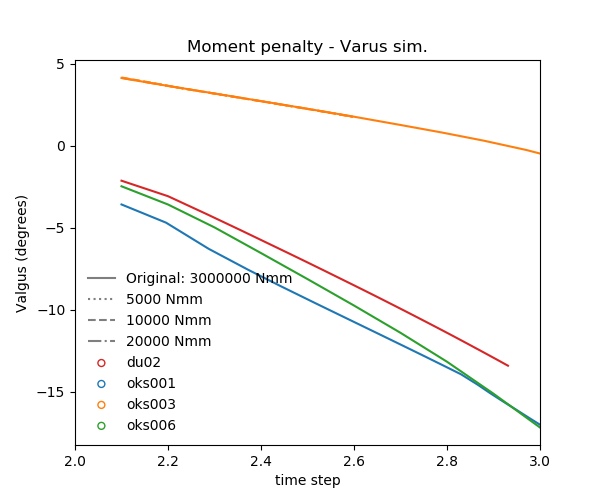 Moment penalty - Varus sim.
Valgus (degrees)
5
0
−5
−10
−15
Original: 3000000 Nmm
5000 Nmm
10000 Nmm
20000 Nmm
du02
oks001
oks003
oks006
2.0 2.2 2.4 2.6 2.8 3.0
time step